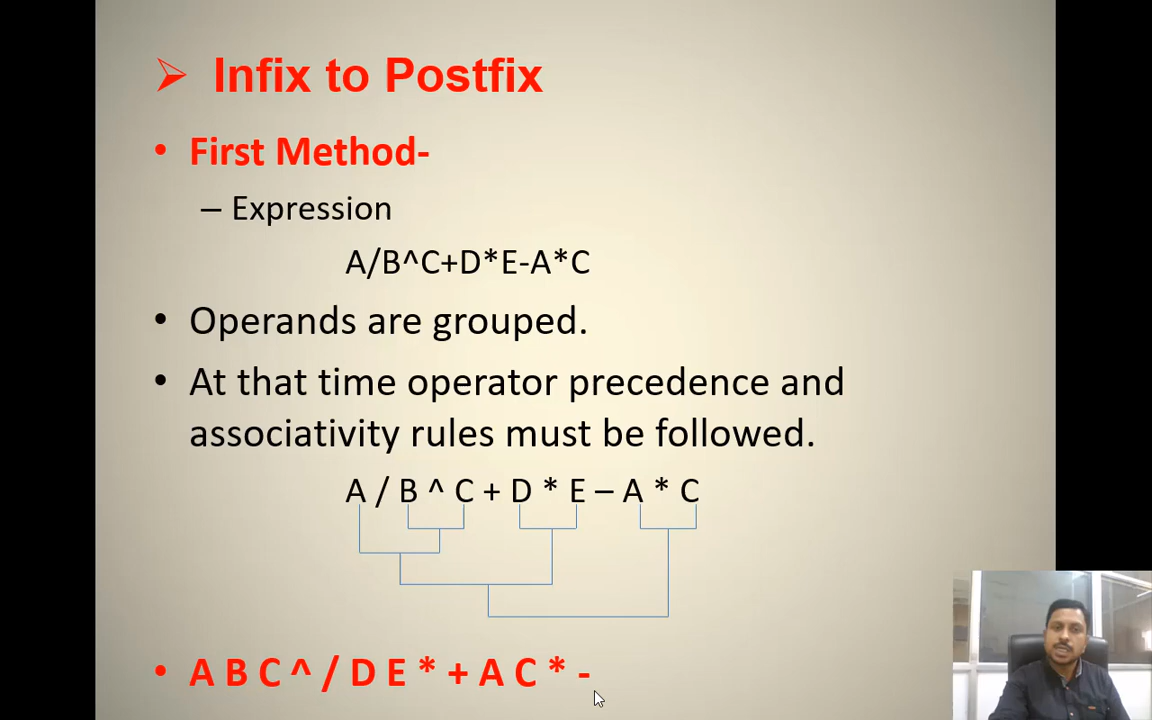 ➢ Infix to Postfix
• First Method-
– Expression
A/B^C+D*E-A*C
• Operands are grouped.
• At that time operator precedence and
associativity rules must be followed.
A / B ^ C + D * E – A * C
• A B C ^ / D E * + A C * -